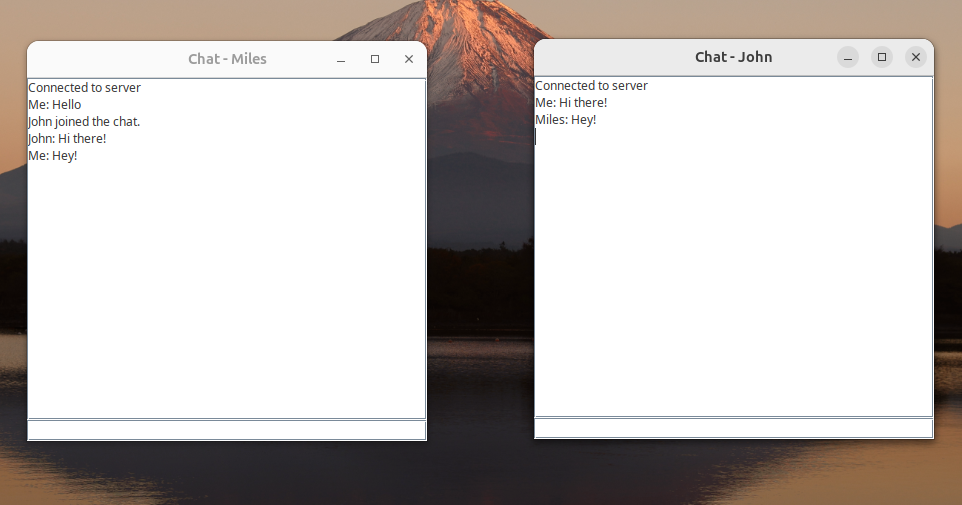 Chat - Miles
Connected to server
Me: Hello
John joined the chat.
John: Hi there!
Me: Hey!
Chat - John
Connected to server
Me: Hi there!
Miles: Hey!